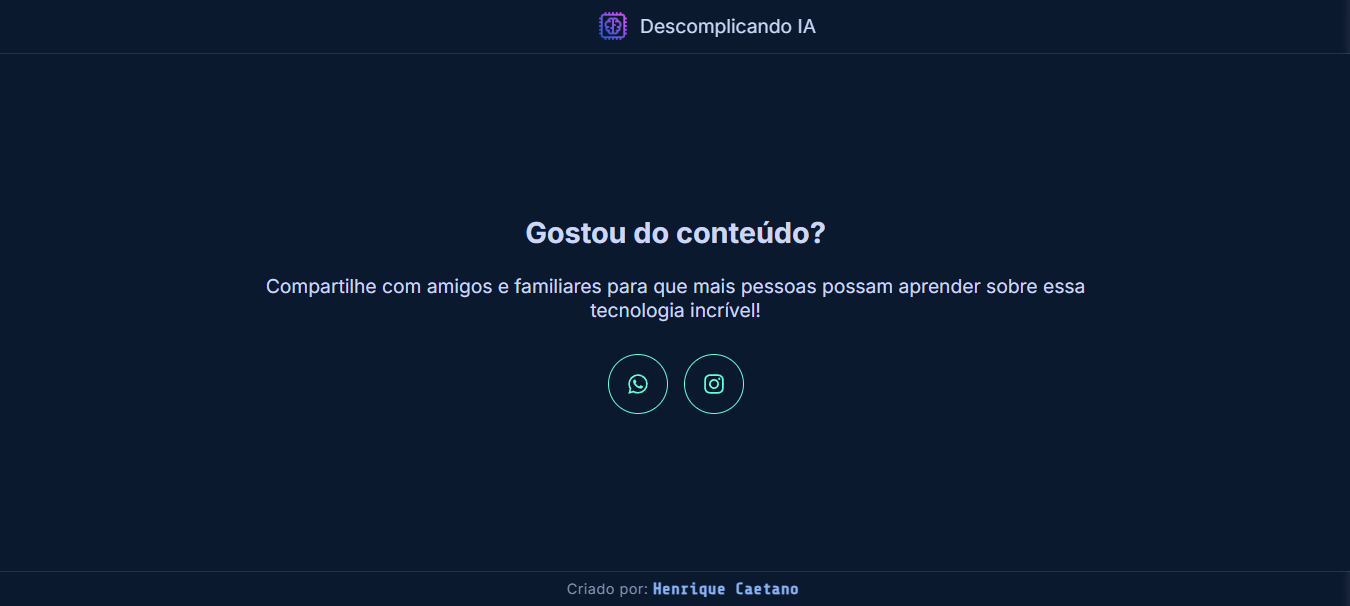 Descomplicando IA
Gostou do conteúdo?
Compartilhe com amigos e familiares para que mais pessoas possam aprender sobre essa
tecnologia incrível!
Criado por: Henrique Caetano